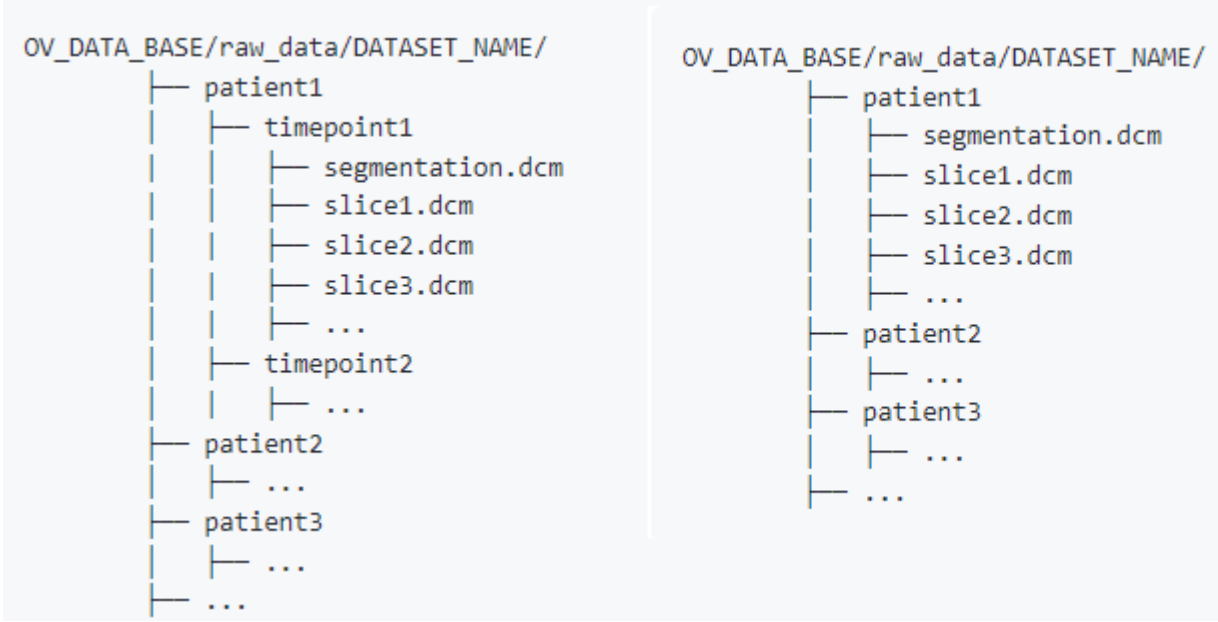 OV_DATA_BASE/raw_data/DATASET_NAME/
├── patient1
│   ├── timepoint1
│   │   ├── segmentation.dcm
│   │   ├── slice1.dcm
│   │   ├── slice2.dcm
│   │   ├── slice3.dcm
│   │   ├── ...
│   ├── timepoint2
│   │   ├── ...
├── patient2
│   ├── ...
├── patient3
│   ├── ...
├── ...
OV_DATA_BASE/raw_data/DATASET_NAME/
├── patient1
│   ├── segmentation.dcm
│   ├── slice1.dcm
│   ├── slice2.dcm
│   ├── slice3.dcm
│   ├── ...
├── patient2
│   ├── ...
├── patient3
│   ├── ...
├── ...